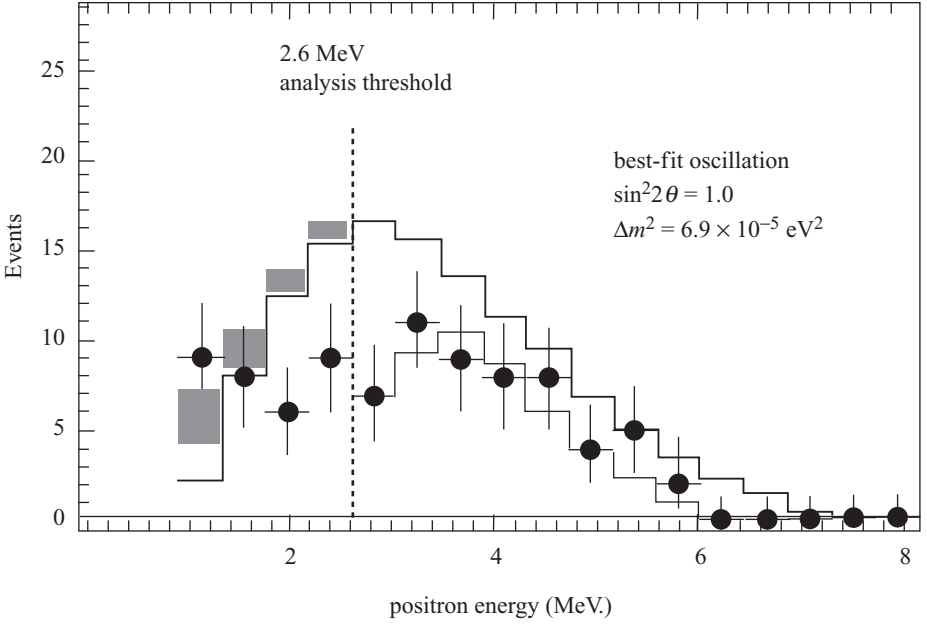 2.6 MeV
analysis threshold
25
20
15
10
5
0
Events
best-fit oscillation
sin²2θ = 1.0
Δm² = 6.9 × 10⁻⁵ eV²
2
4
6
8
positron energy (MeV.)